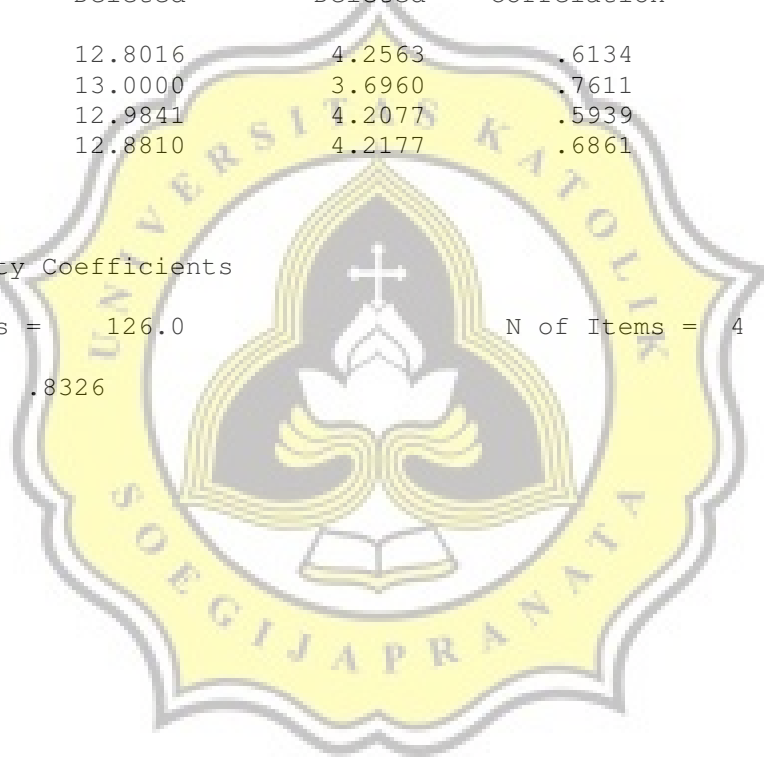 Deleted Deleted Correlation
12.8016 4.2563 .6134
13.0000 3.6960 .7611
12.9841 4.2077 .5939
12.8810 4.2177 .6861
ty Coefficients
s = 126.0 N of Items = 4
.8326
UNIVERSITAS KATOLIK
SOEGIJAPRANATA